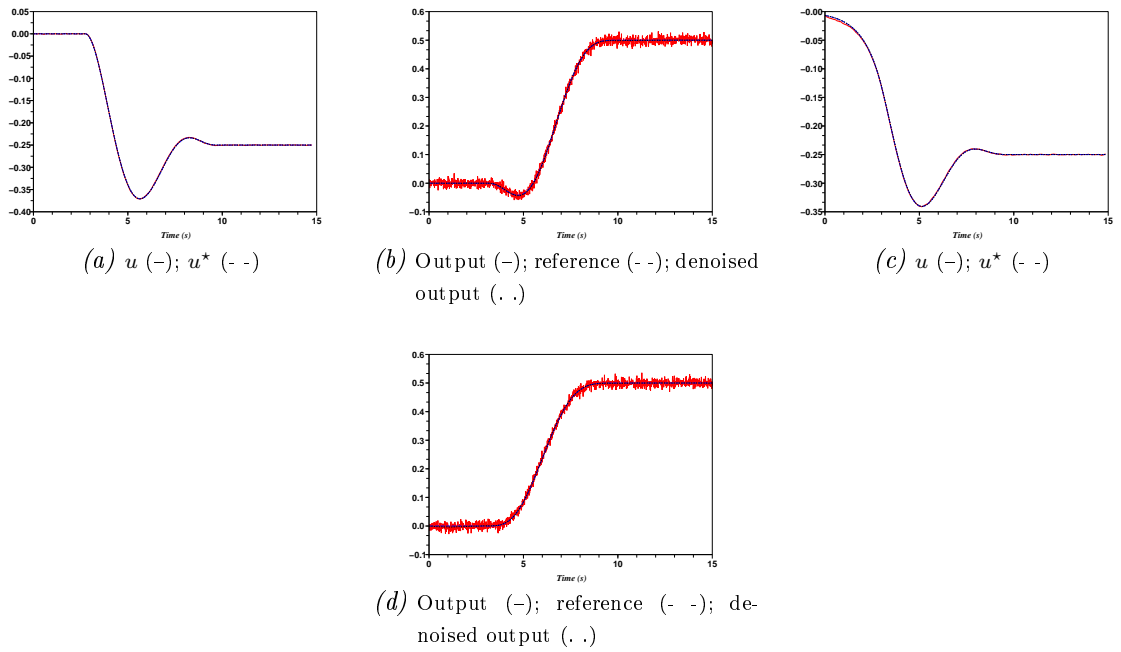 0.05
0.00
−0.05
−0.10
−0.15
−0.20
−0.25
−0.30
−0.35
−0.40
0 5 10 15
Time (s)
(a) u (–); u⋆ (- -)
0.6
0.5
0.4
0.3
0.2
0.1
0.0
−0.1
0 5 10 15
Time (s)
(b) Output (–); reference (- -); denoised
output (. .)
−0.00
−0.05
−0.10
−0.15
−0.20
−0.25
−0.30
−0.35
0 5 10 15
Time (s)
(c) u (–); u⋆ (- -)
0.6
0.5
0.4
0.3
0.2
0.1
0.0
−0.1
0 5 10 15
Time (s)
(d) Output (–); reference (- -); de-
noised output (. .)